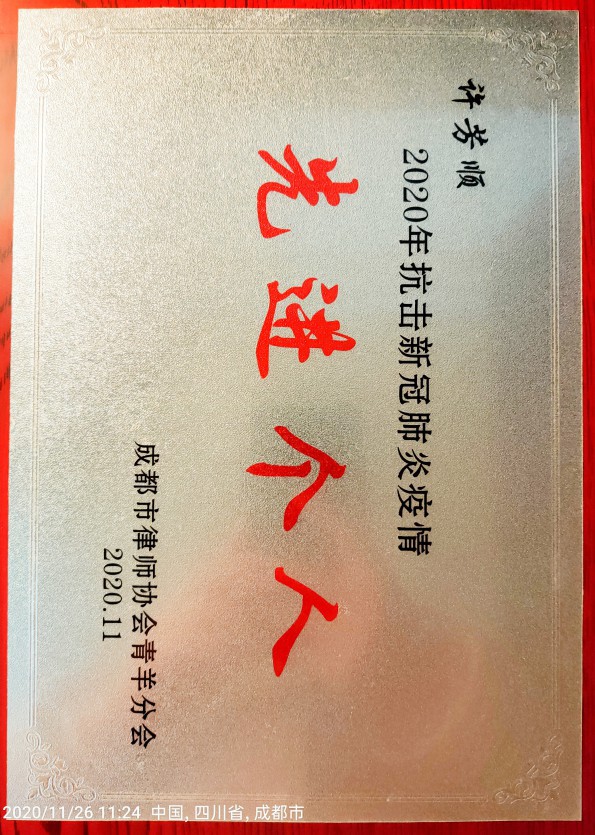 许芳顺
2020年抗击新冠肺炎疫情
先进个人
成都市律师协会青羊分会
2020.11
2020/11/26 11:24 中国,四川省,成都市